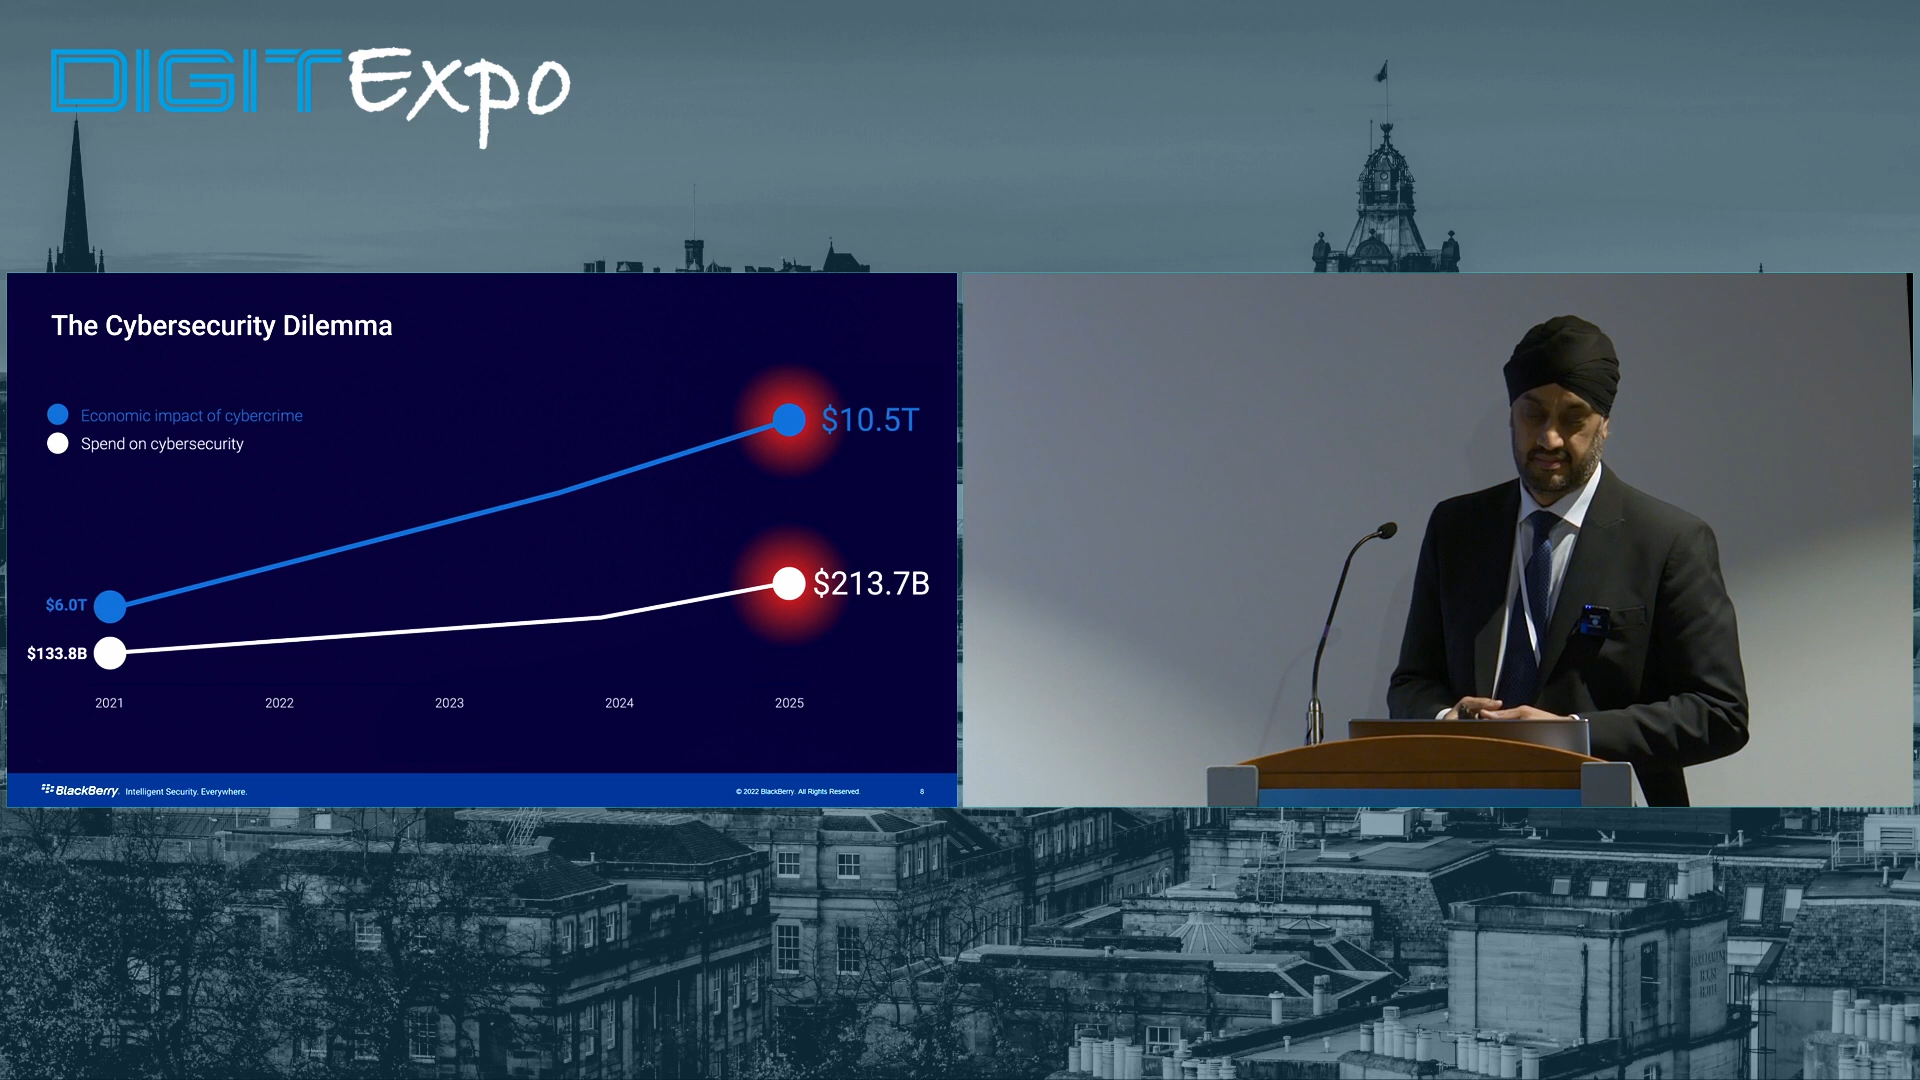 DIGITExpo
The Cybersecurity Dilemma
Economic impact of cybercrime
Spend on cybersecurity
$10.5T
$213.7B
$6.0T
$133.8B
2021 2022 2023 2024 2025
BlackBerry. Intelligent Security. Everywhere.
© 2022 BlackBerry. All Rights Reserved.
8